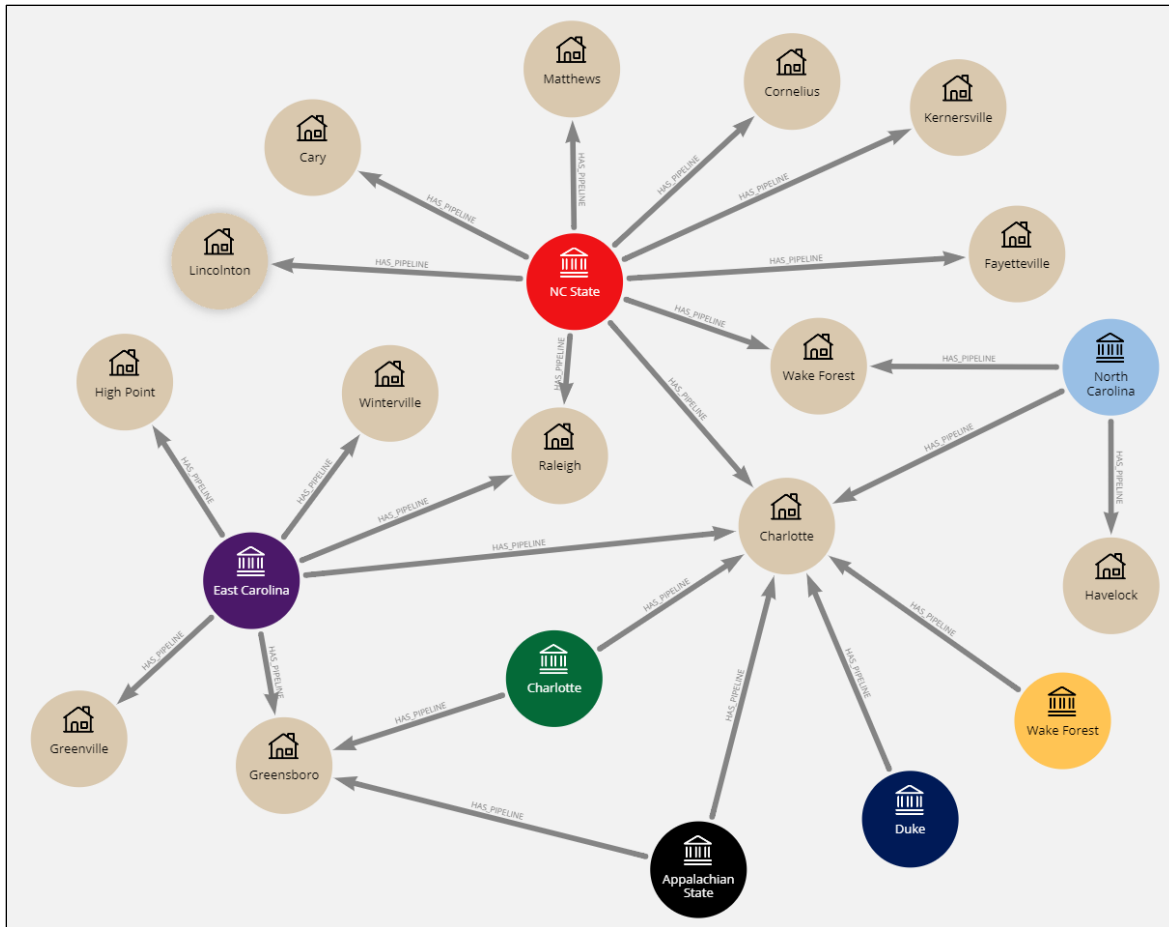 Matthews
Cornelius
Kernersville
Cary
HAS_PIPELINE
HAS_PIPELINE
HAS_PIPELINE
HAS_PIPELINE
Lincolnton
HAS_PIPELINE
NC State
HAS_PIPELINE
Fayetteville
HAS_PIPELINE
HAS_PIPELINE
HAS_PIPELINE
Wake Forest
HAS_PIPELINE
North
Carolina
High Point
Winterville
Raleigh
HAS_PIPELINE
HAS_PIPELINE
HAS_PIPELINE
HAS_PIPELINE
HAS_PIPELINE
HAS_PIPELINE
Charlotte
East Carolina
Havelock
HAS_PIPELINE
HAS_PIPELINE
HAS_PIPELINE
HAS_PIPELINE
HAS_PIPELINE
HAS_PIPELINE
Charlotte
HAS_PIPELINE
HAS_PIPELINE
Wake Forest
Greenville
Greensboro
HAS_PIPELINE
Duke
Appalachian
State